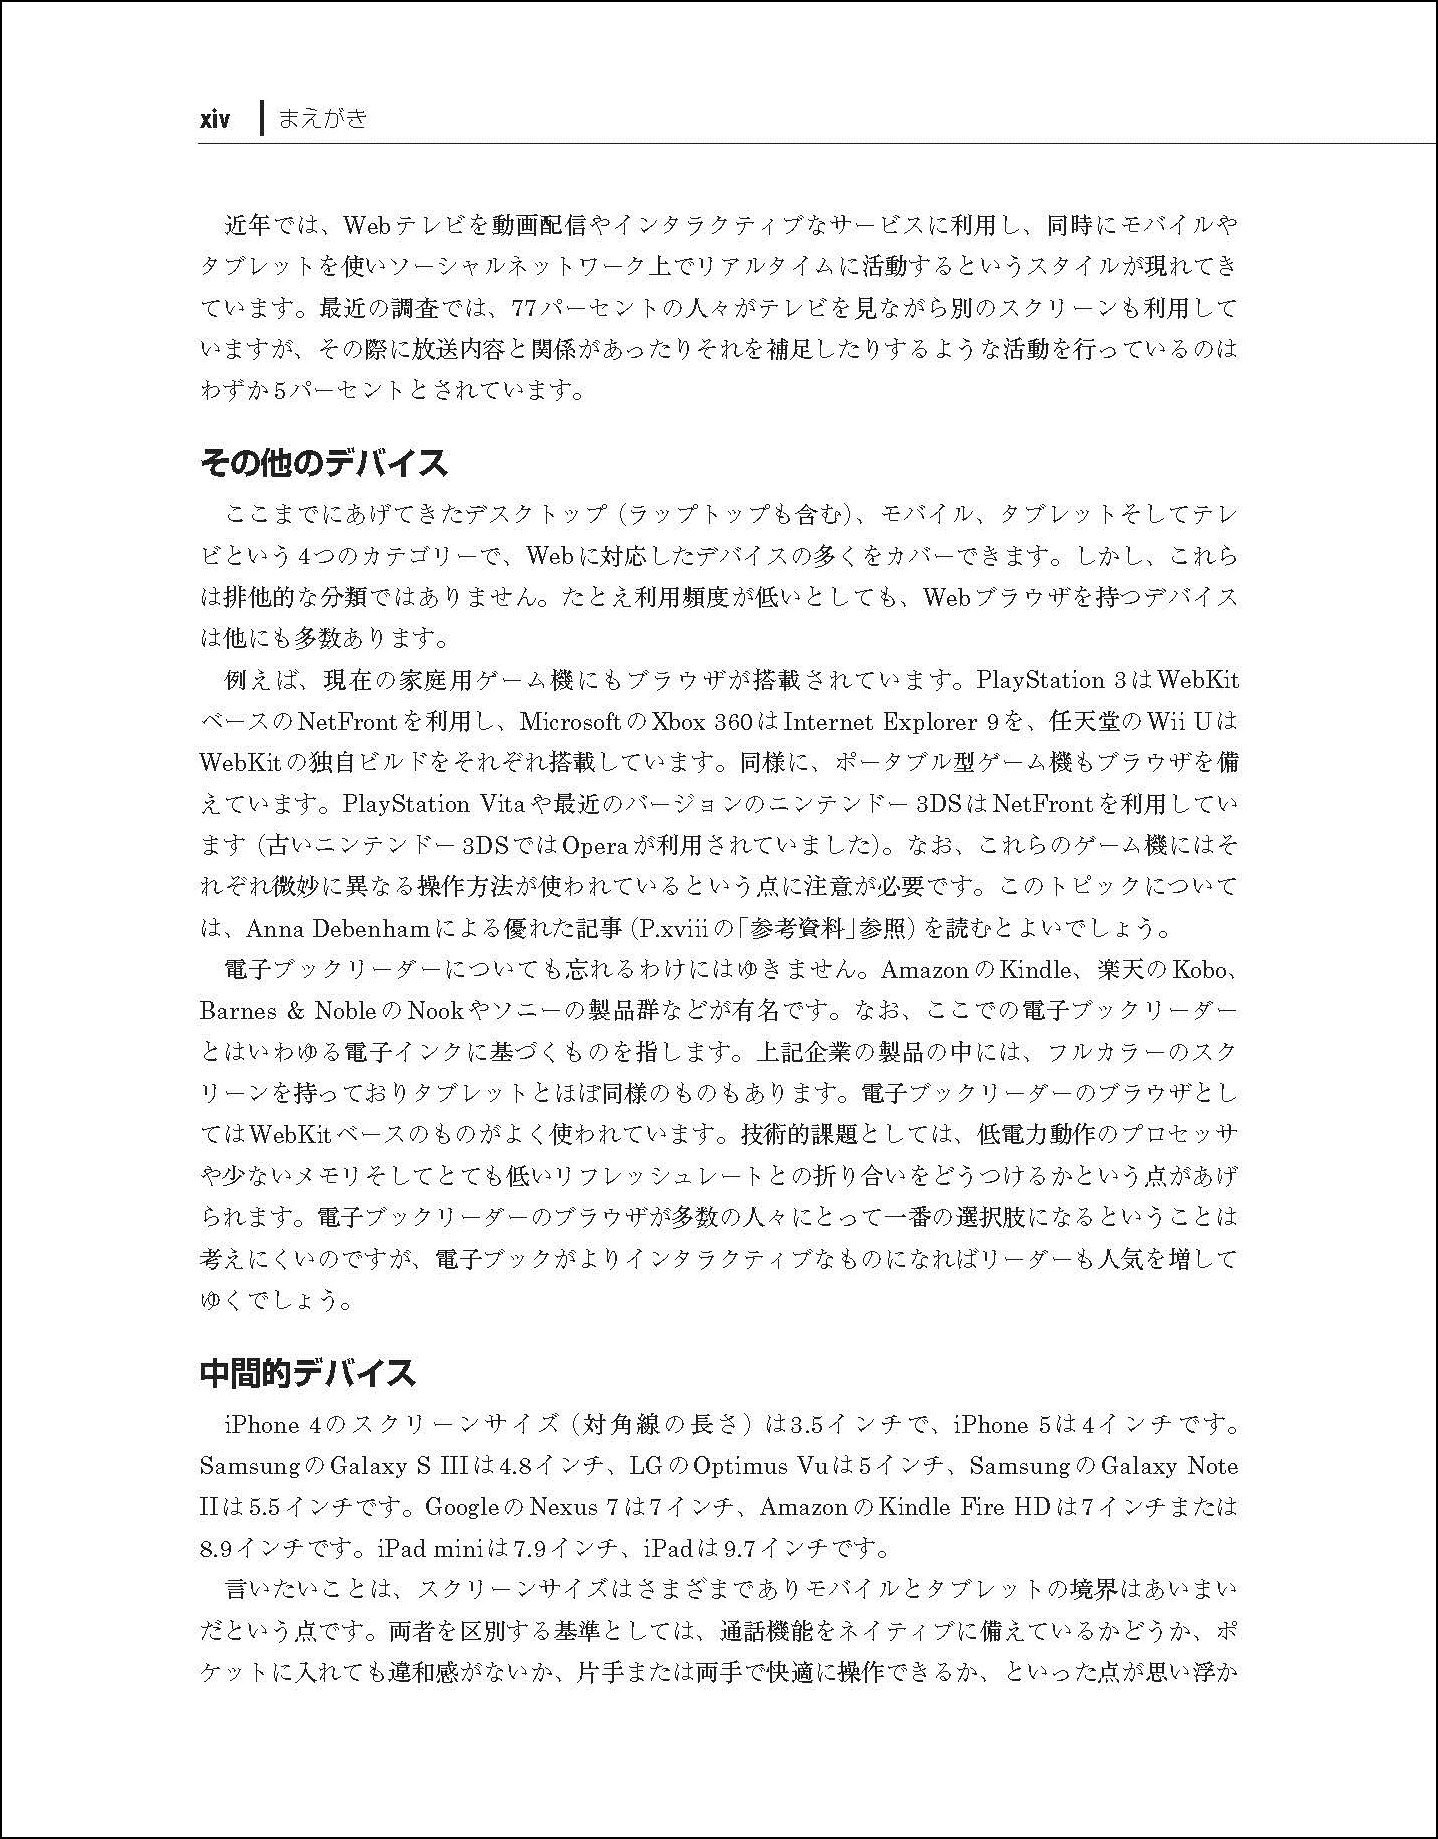 xiv まえがき
近年では、Webテレビを動画配信やインタラクティブなサービスに利用し、同時にモバイルや
タブレットを使いソーシャルネットワーク上でリアルタイムに活動するというスタイルが現れてき
ています。最近の調査では、77パーセントの人々がテレビを見ながら別のスクリーンも利用して
いますが、その際に放送内容と関係があったりそれを補足したりするような活動を行っているのは
わずか5パーセントとされています。
その他のデバイス
ここまでにあげてきたデスクトップ（ラップトップも含む）、モバイル、タブレットそしてテレ
ビという4つのカテゴリーで、Webに対応したデバイスの多くをカバーできます。しかし、これら
は排他的な分類ではありません。たとえ利用頻度が低いとしても、Webブラウザを持つデバイス
は他にも多数あります。
例えば、現在の家庭用ゲーム機にもブラウザが搭載されています。PlayStation 3はWebKit
ベースのNetFrontを利用し、MicrosoftのXbox 360はInternet Explorer 9を、任天堂のWii Uは
WebKitの独自ビルドをそれぞれ搭載しています。同様に、ポータブル型ゲーム機もブラウザを備
えています。PlayStation Vitaや最近のバージョンのニンテンドー3DSはNetFrontを利用してい
ます（古いニンテンドー3DSではOperaが利用されていました）。なお、これらのゲーム機にはそ
れぞれ微妙に異なる操作方法が使われているという点に注意が必要です。このトピックについて
は、Anna Debenhamによる優れた記事（P.xviiiの「参考資料」参照）を読むとよいでしょう。
電子ブックリーダーについても忘れるわけにはゆきません。AmazonのKindle、楽天のKobo、
Barnes & NobleのNookやソニーの製品群などが有名です。なお、ここでの電子ブックリーダー
とはいわゆる電子インクに基づくものを指します。上記企業の製品の中には、フルカラーのスク
リーンを持っておりタブレットとほぼ同様のものもあります。電子ブックリーダーのブラウザとし
てはWebKitベースのものがよく使われています。技術的課題としては、低電力動作のプロセッサ
や少ないメモリそしてとても低いリフレッシュレートとの折り合いをどうつけるかという点があげ
られます。電子ブックリーダーのブラウザが多数の人々にとって一番の選択肢になるということは
考えにくいのですが、電子ブックがよりインタラクティブなものになればリーダーも人気を増して
ゆくでしょう。
中間的デバイス
iPhone 4のスクリーンサイズ（対角線の長さ）は3.5インチで、iPhone 5は4インチです。
SamsungのGalaxy S IIIは4.8インチ、LGのOptimus Vuは5インチ、SamsungのGalaxy Note
IIは5.5インチです。GoogleのNexus 7は7インチ、AmazonのKindle Fire HDは7インチまたは
8.9インチです。iPad miniは7.9インチ、iPadは9.7インチです。
言いたいことは、スクリーンサイズはさまざまでありモバイルとタブレットの境界はあいまい
だという点です。両者を区別する基準としては、通話機能をネイティブに備えているかどうか、ポ
ケットに入れても違和感がないか、片手または両手で快適に操作できるか、といった点が思い浮か